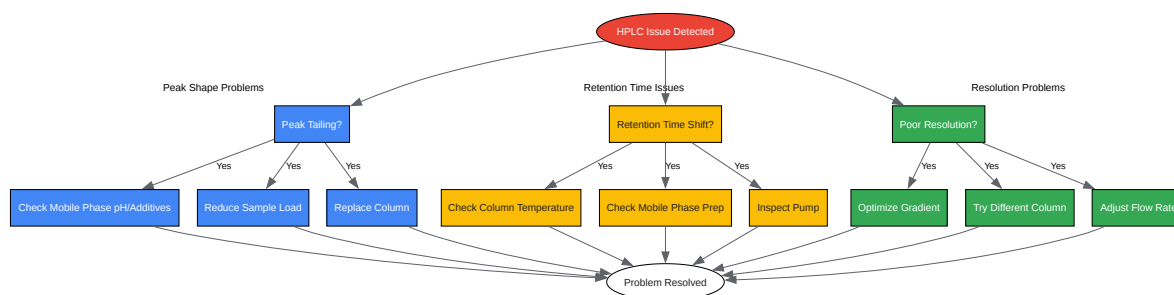 HPLC Issue Detected
Peak Shape Problems
Retention Time Issues
Resolution Problems
Peak Tailing?
Retention Time Shift?
Poor Resolution?
Yes
Yes
Yes
Yes
Yes
Yes
Yes
Yes
Yes
Check Mobile Phase pH/Additives
Reduce Sample Load
Replace Column
Check Column Temperature
Check Mobile Phase Prep
Inspect Pump
Optimize Gradient
Try Different Column
Adjust Flow Rate
Problem Resolved